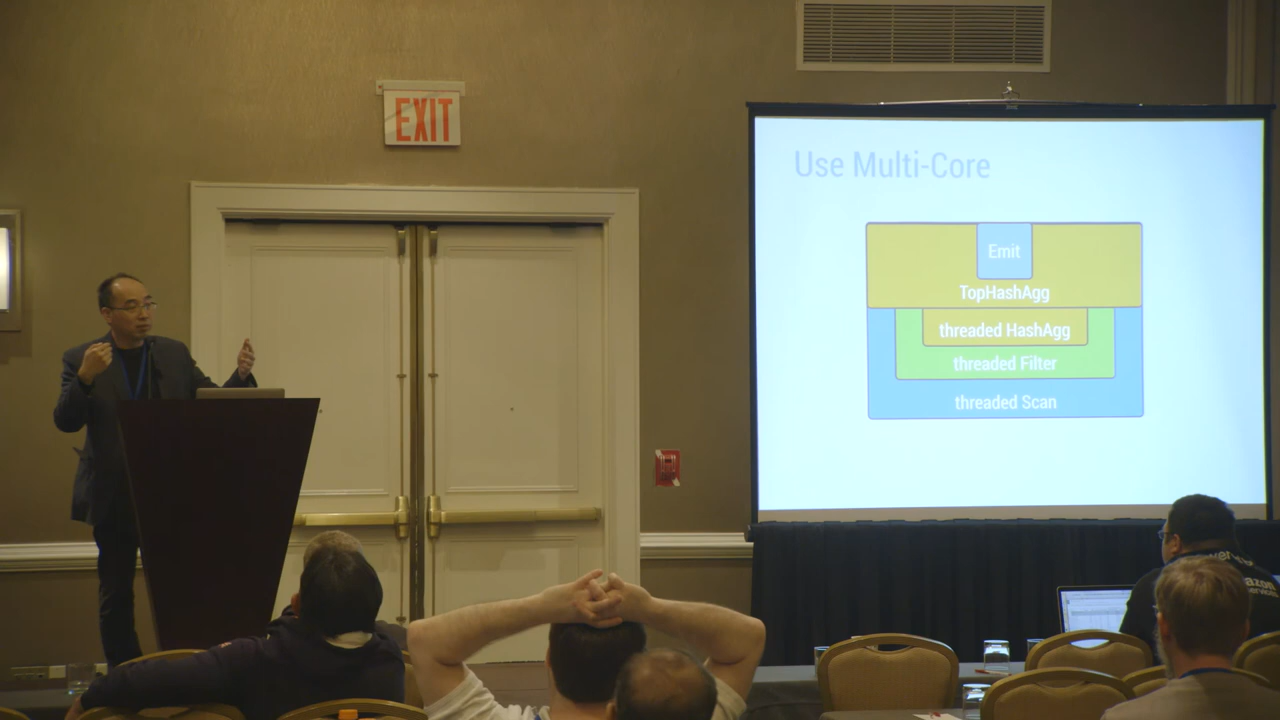 EXIT
Use Multi-Core
Emit
TopHashAgg
threaded HashAgg
threaded Filter
threaded Scan